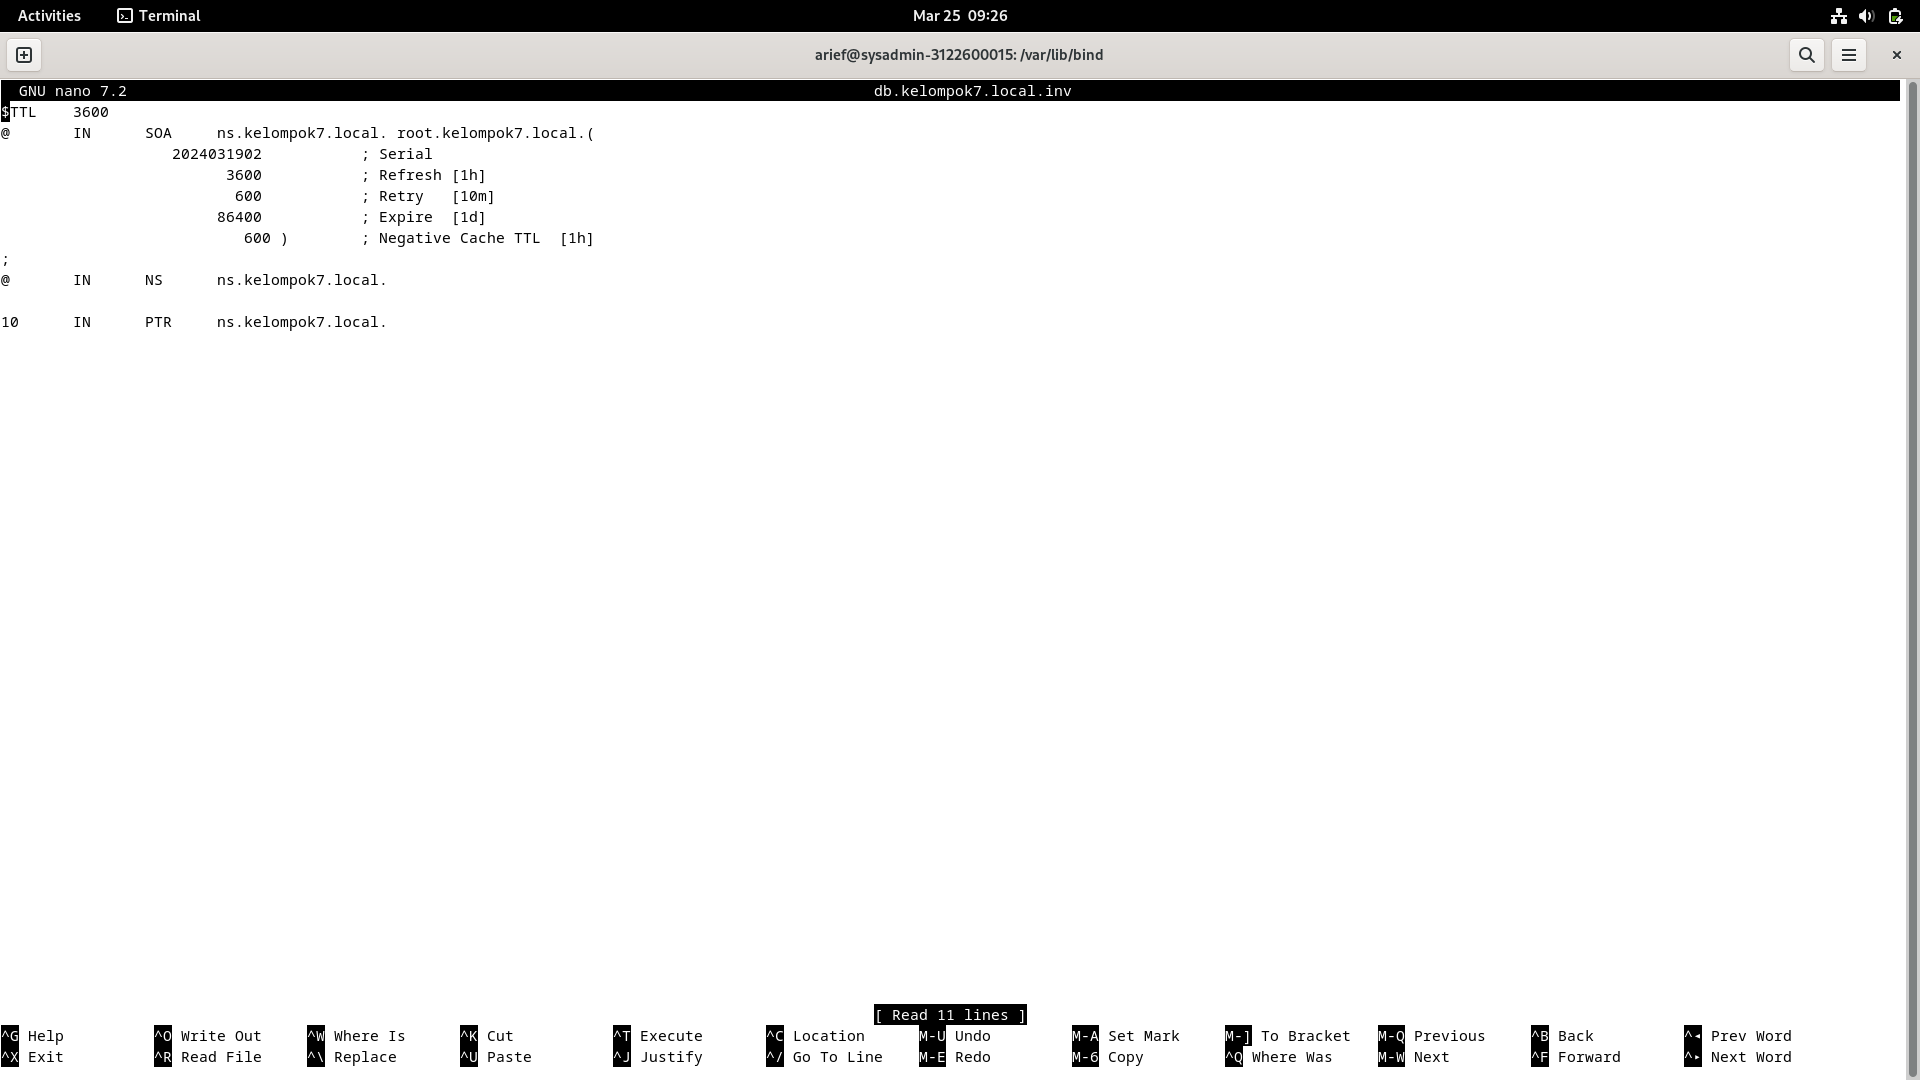 Activities Terminal Mar 25 09:26
arief@sysadmin-3122600015: /var/lib/bind
GNU nano 7.2 db.kelompok7.local.inv
$TTL 3600
@ IN SOA ns.kelompok7.local. root.kelompok7.local.(
2024031902 ; Serial
3600 ; Refresh [1h]
600 ; Retry [10m]
86400 ; Expire [1d]
600 ) ; Negative Cache TTL [1h]
;
@ IN NS ns.kelompok7.local.
10 IN PTR ns.kelompok7.local.
[ Read 11 lines ]
^G Help ^O Write Out ^W Where Is ^K Cut ^T Execute ^C Location M-U Undo M-A Set Mark M-] To Bracket M-Q Previous ^B Back ^◂ Prev Word
^X Exit ^R Read File ^\ Replace ^U Paste ^J Justify ^/ Go To Line M-E Redo M-6 Copy ^Q Where Was M-W Next ^F Forward ^▸ Next Word